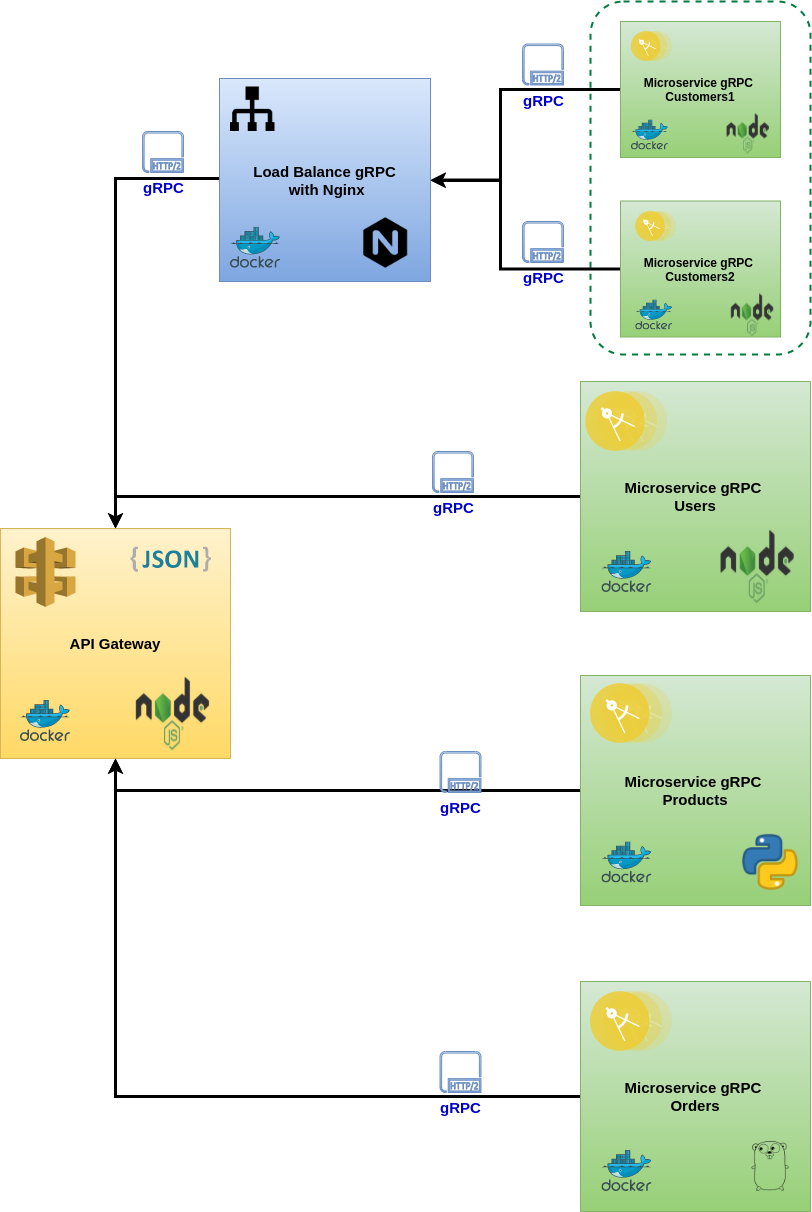 HTTP/2
gRPC
Microservice gRPC
Customers1
docker
node
JS
HTTP/2
gRPC
Load Balance gRPC
with Nginx
docker
N
HTTP/2
gRPC
Microservice gRPC
Customers2
docker
node
JS
HTTP/2
gRPC
Microservice gRPC
Users
docker
node
JS
{JSON}
API Gateway
docker
node
JS
HTTP/2
gRPC
Microservice gRPC
Products
docker
HTTP/2
gRPC
Microservice gRPC
Orders
docker